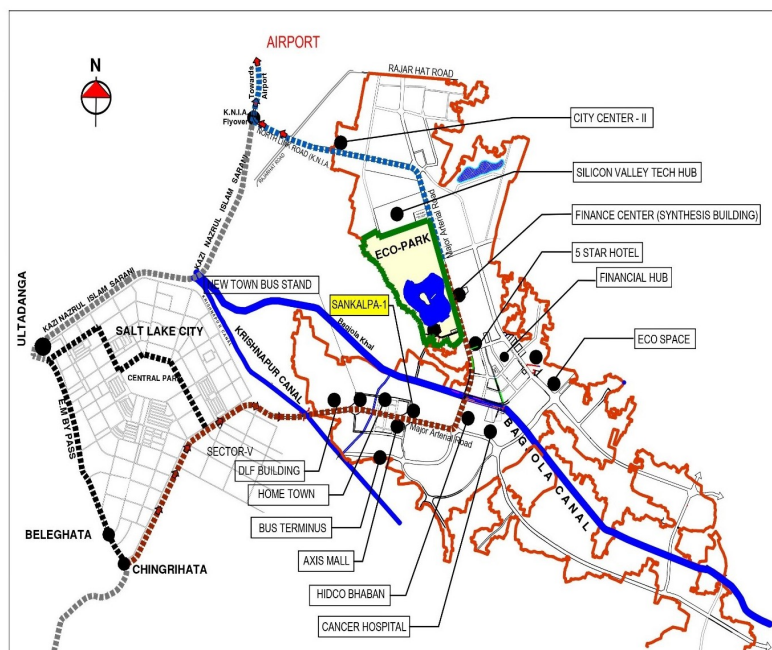 AIRPORT
N
Towards
Airport
K.N.I.A.
Flyover
RAJAR HAT ROAD
NORTH LINK ROAD (K.N.I.A.
CITY CENTER - II
KAZI NAZRUL ISLAM SARANI
SILICON VALLEY TECH HUB
Major Arterial Road
FINANCE CENTER (SYNTHESIS BUILDING)
ECO-PARK
5 STAR HOTEL
KAZI NAZRUL ISLAM SARANI
NEW TOWN BUS STAND
FINANCIAL HUB
SANKALPA-1
ULTADANGA
SALT LAKE CITY
KRISHNAPUR CANAL
Bagiola Khal
ECO SPACE
CENTRAL PARK
E.M BY PASS
Major Arterial Road
BAGIOLA CANAL
SECTOR-V
DLF BUILDING
HOME TOWN
BUS TERMINUS
BELEGHATA
AXIS MALL
CHINGRIHATA
HIDCO BHABAN
CANCER HOSPITAL